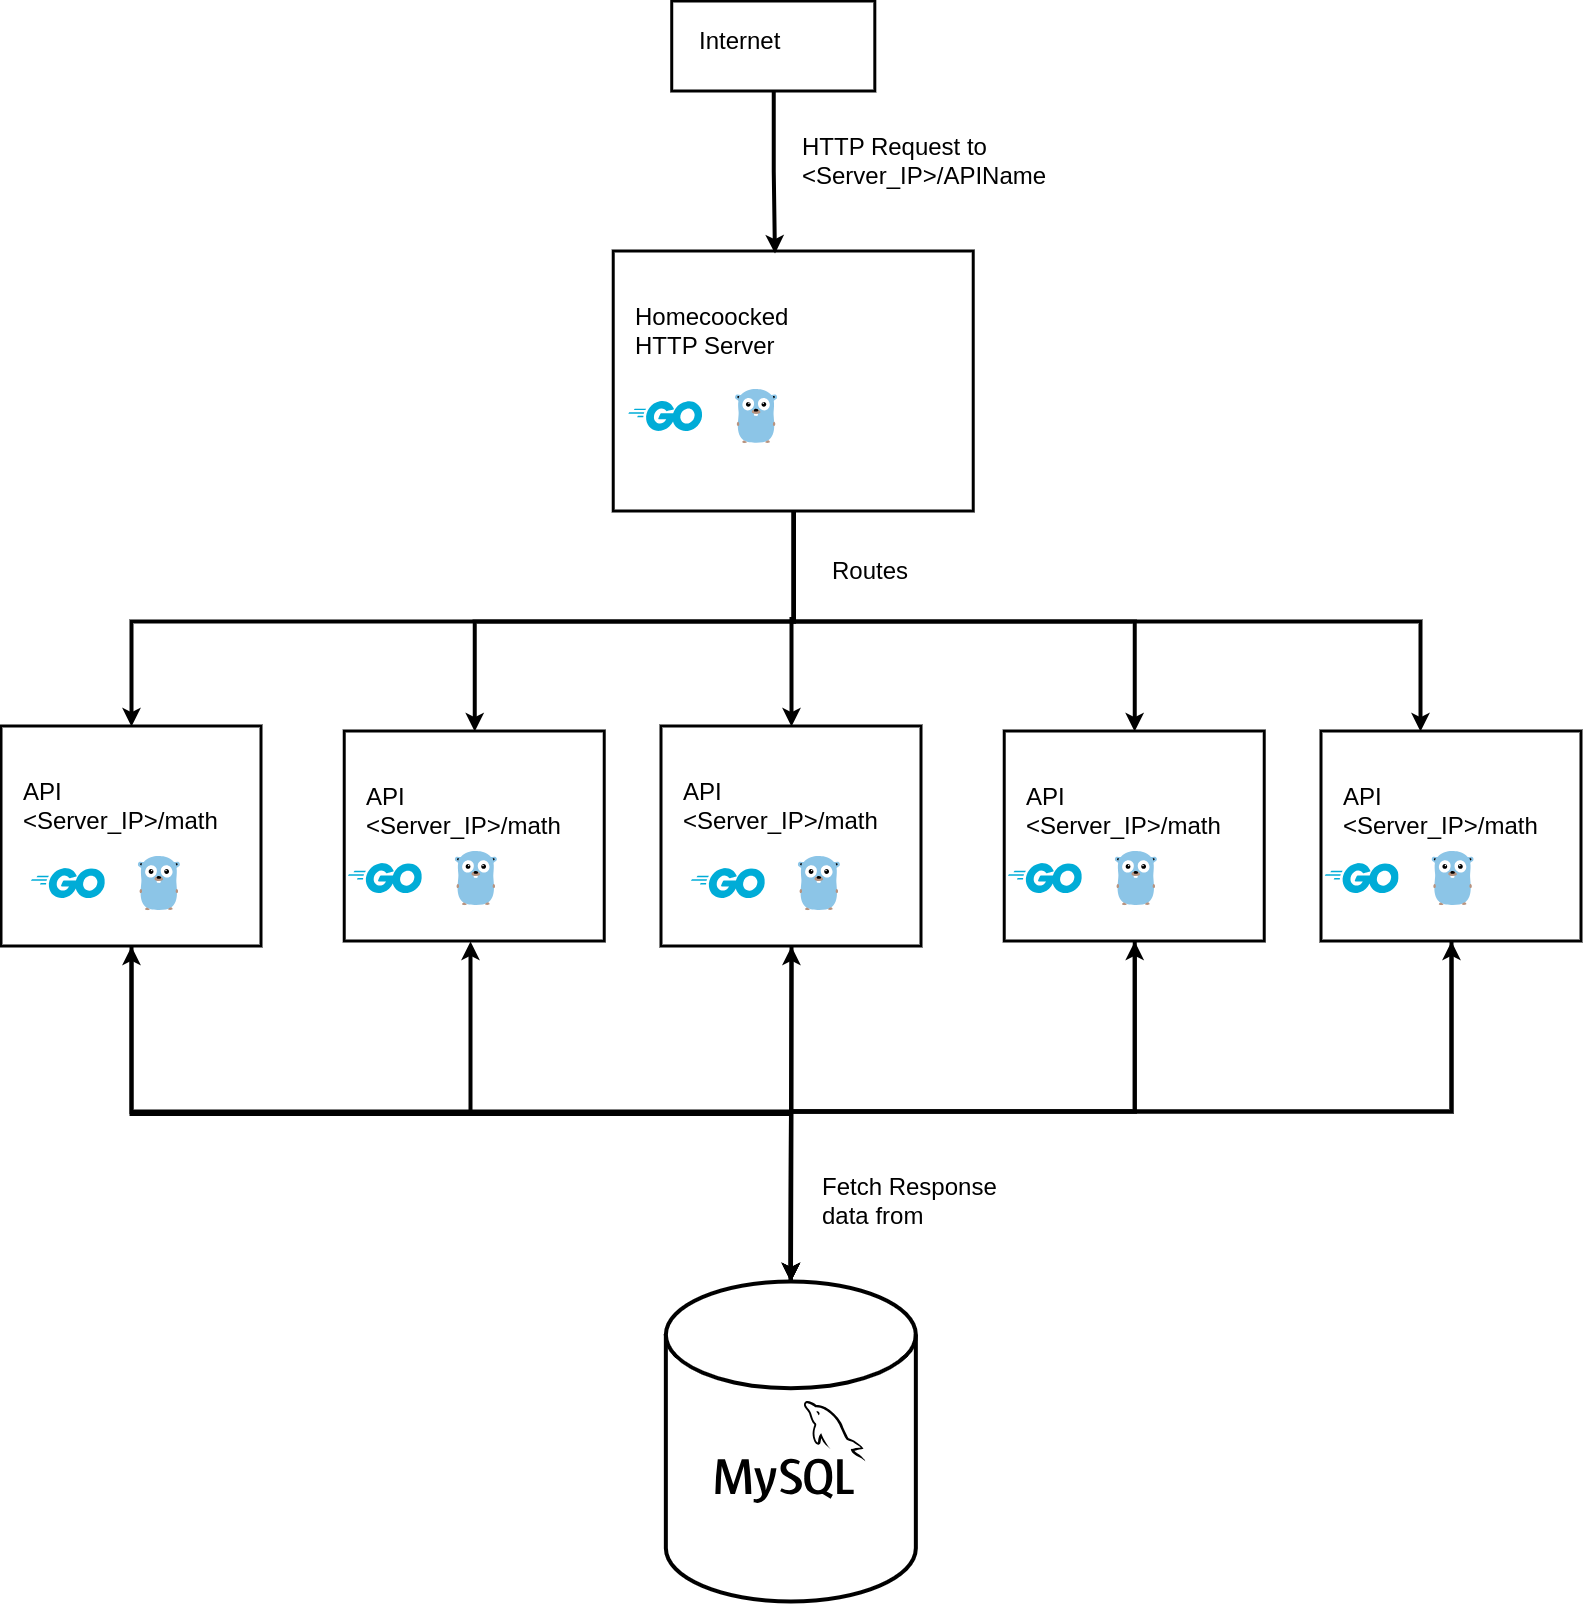 Internet
HTTP Request to
<Server_IP>/APIName
Homecoocked
HTTP Server
GO
Routes
API
<Server_IP>/math
GO
API
<Server_IP>/math
GO
API
<Server_IP>/math
GO
API
<Server_IP>/math
GO
API
<Server_IP>/math
GO
Fetch Response
data from
MySQL